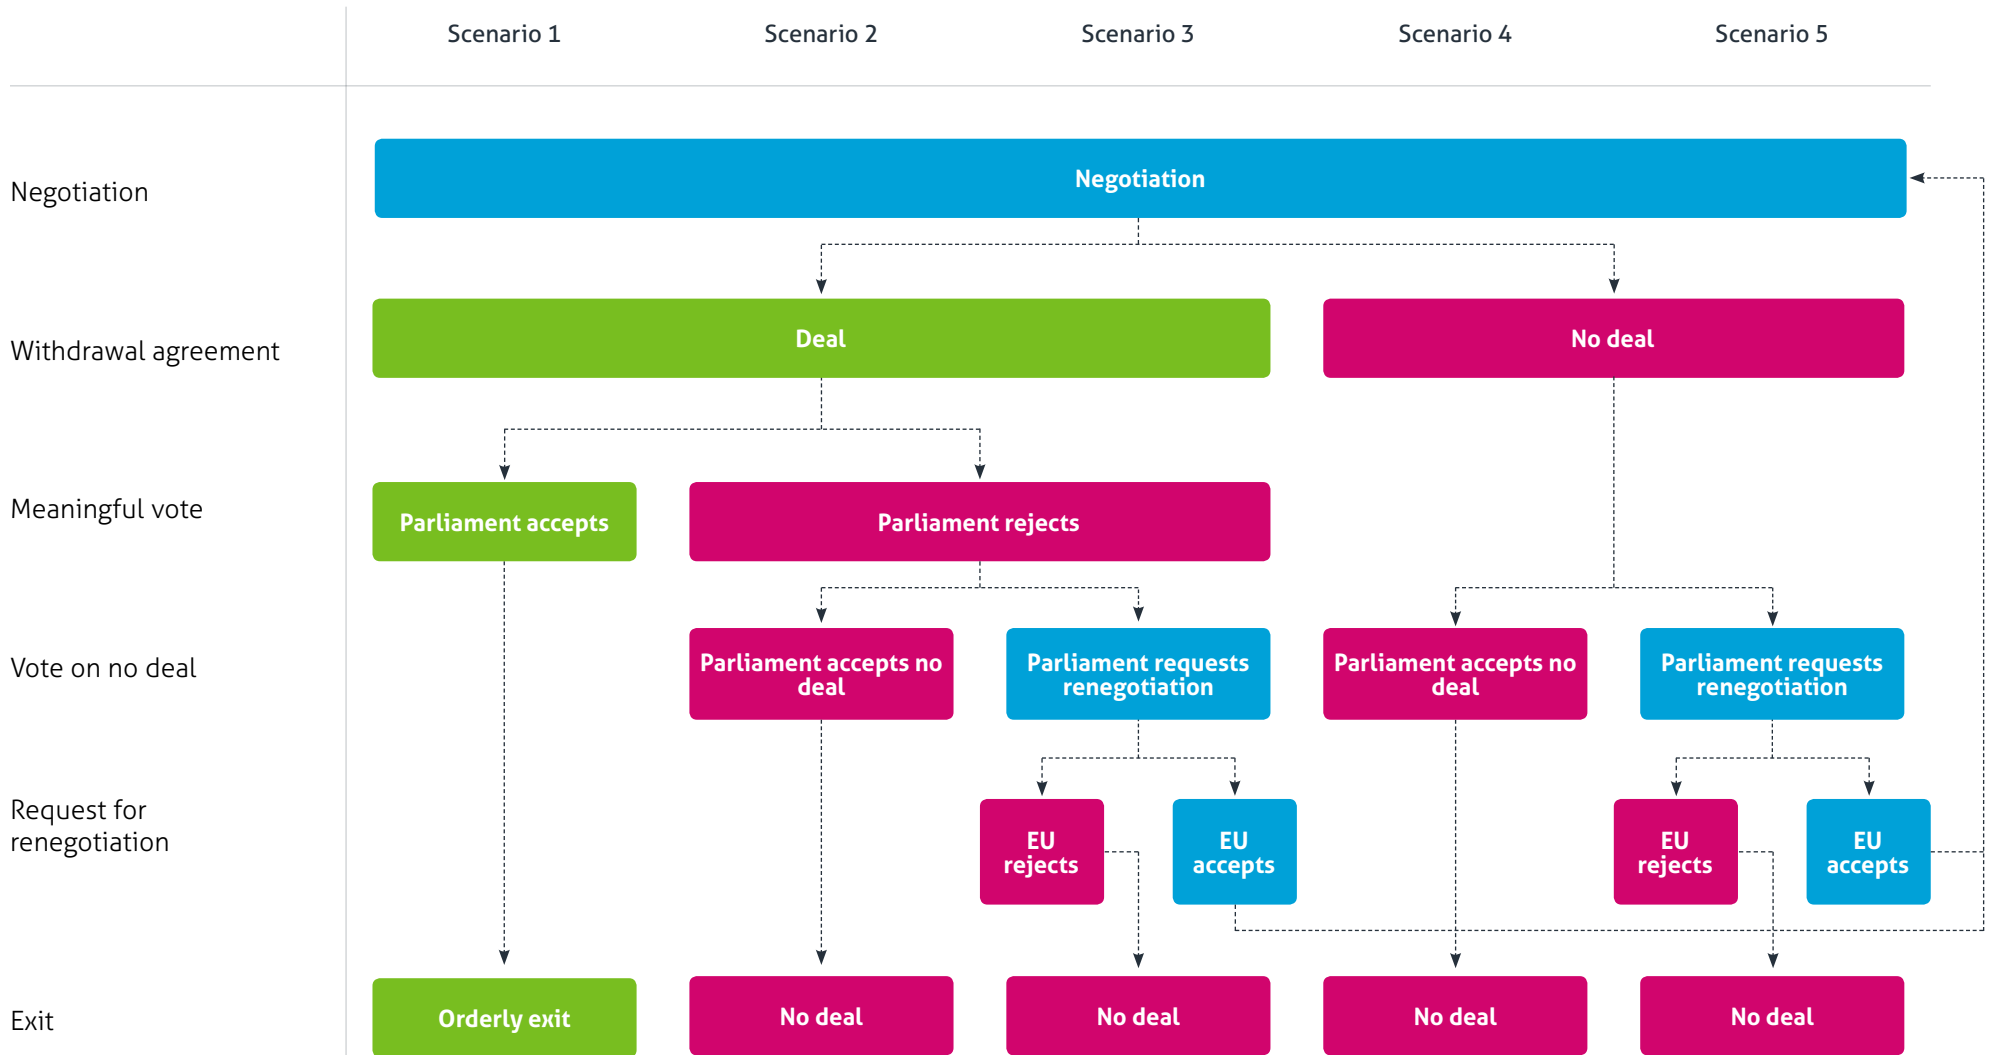 Scenario 1
Scenario 2
Scenario 3
Scenario 4
Scenario 5
Negotiation
Negotiation
Withdrawal agreement
Deal
No deal
Meaningful vote
Parliament accepts
Parliament rejects
Vote on no deal
Parliament accepts no
deal
Parliament requests
renegotiation
Parliament accepts no
deal
Parliament requests
renegotiation
Request for
renegotiation
EU
rejects
EU
accepts
EU
rejects
EU
accepts
Exit
Orderly exit
No deal
No deal
No deal
No deal